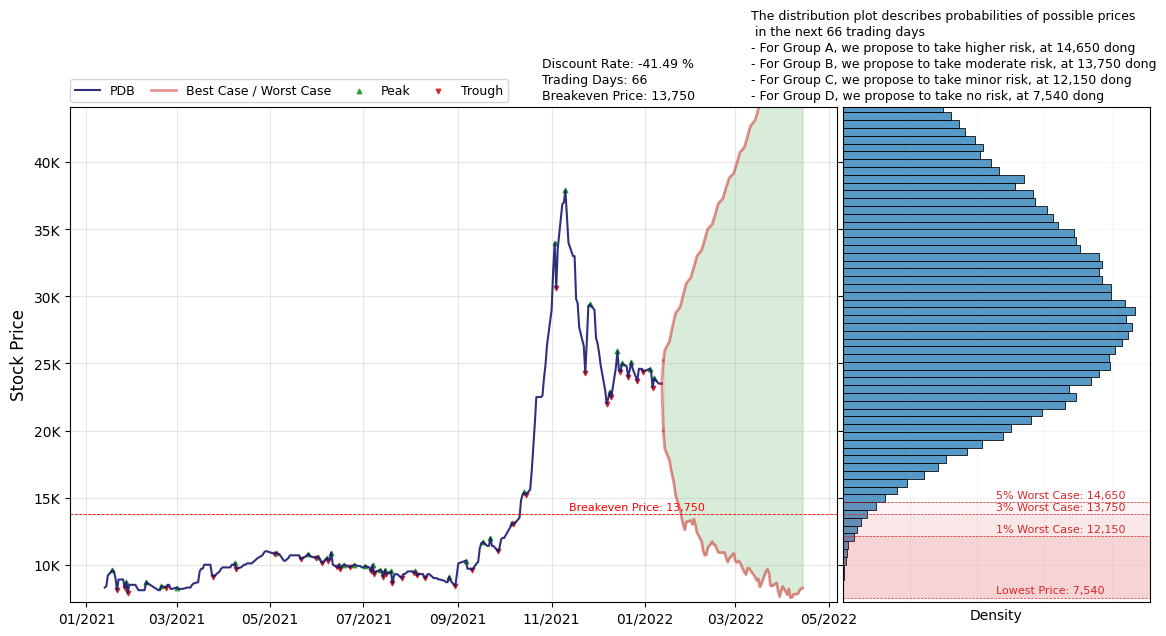 The distribution plot describes probabilities of possible prices
in the next 66 trading days
- For Group A, we propose to take higher risk, at 14,650 dong
- For Group B, we propose to take moderate risk, at 13,750 dong
- For Group C, we propose to take minor risk, at 12,150 dong
- For Group D, we propose to take no risk, at 7,540 dong
Discount Rate: -41.49 %
Trading Days: 66
Breakeven Price: 13,750
PDB
Best Case / Worst Case
Peak
Trough
Stock Price
40K
35K
30K
25K
20K
15K
10K
Breakeven Price: 13,750
5% Worst Case: 14,650
3% Worst Case: 13,750
1% Worst Case: 12,150
Lowest Price: 7,540
01/2021
03/2021
05/2021
07/2021
09/2021
11/2021
01/2022
03/2022
05/2022
Density